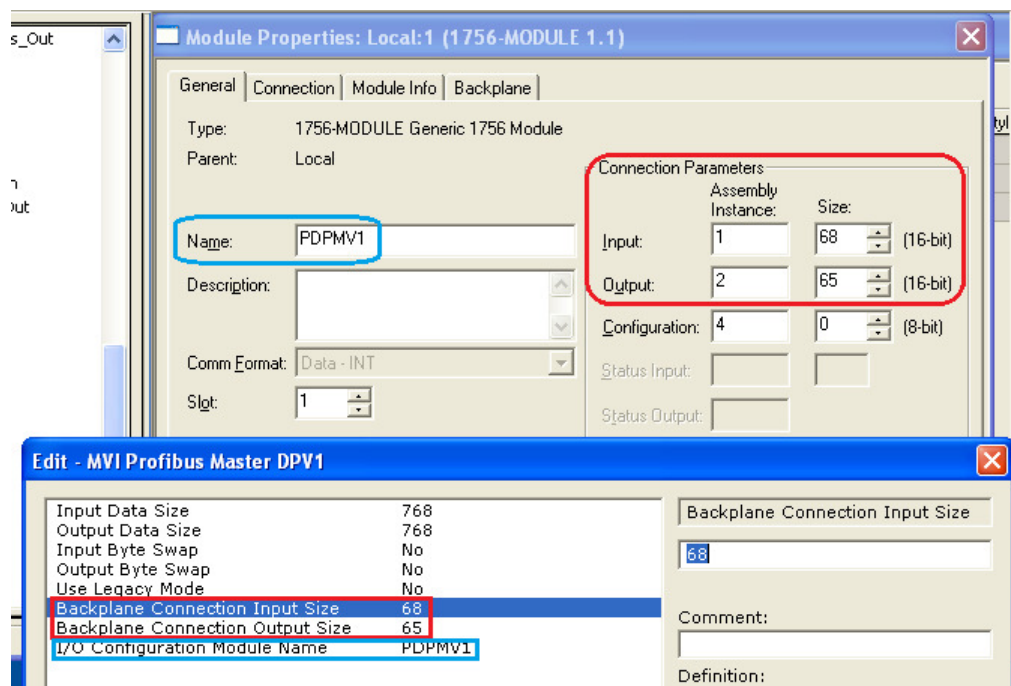 s_Out
Module Properties: Local:1 (1756-MODULE 1.1)
General Connection Module Info Backplane
Type: 1756-MODULE Generic 1756 Module
Parent: Local
Connection Parameters
Assembly Instance: Size:
Name: PDPMV1
Input: 1 68 (16-bit)
Description:
Output: 2 65 (16-bit)
Configuration: 4 0 (8-bit)
Comm Format: Data - INT
Status Input:
Slot: 1
Status Output:
Edit - MVI Profibus Master DPV1
Input Data Size 768
Output Data Size 768
Input Byte Swap No
Output Byte Swap No
Use Legacy Mode No
Backplane Connection Input Size 68
Backplane Connection Output Size 65
I/O Configuration Module Name PDPMV1
Backplane Connection Input Size
68
Comment:
Definition: